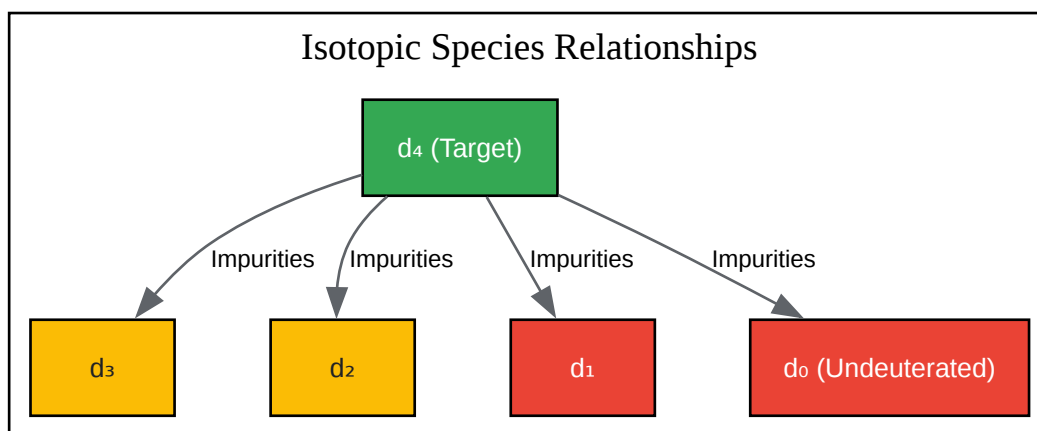 Isotopic Species Relationships
d₄ (Target)
Impurities Impurities Impurities Impurities
d₃ d₂ d₁ d₀ (Undeuterated)